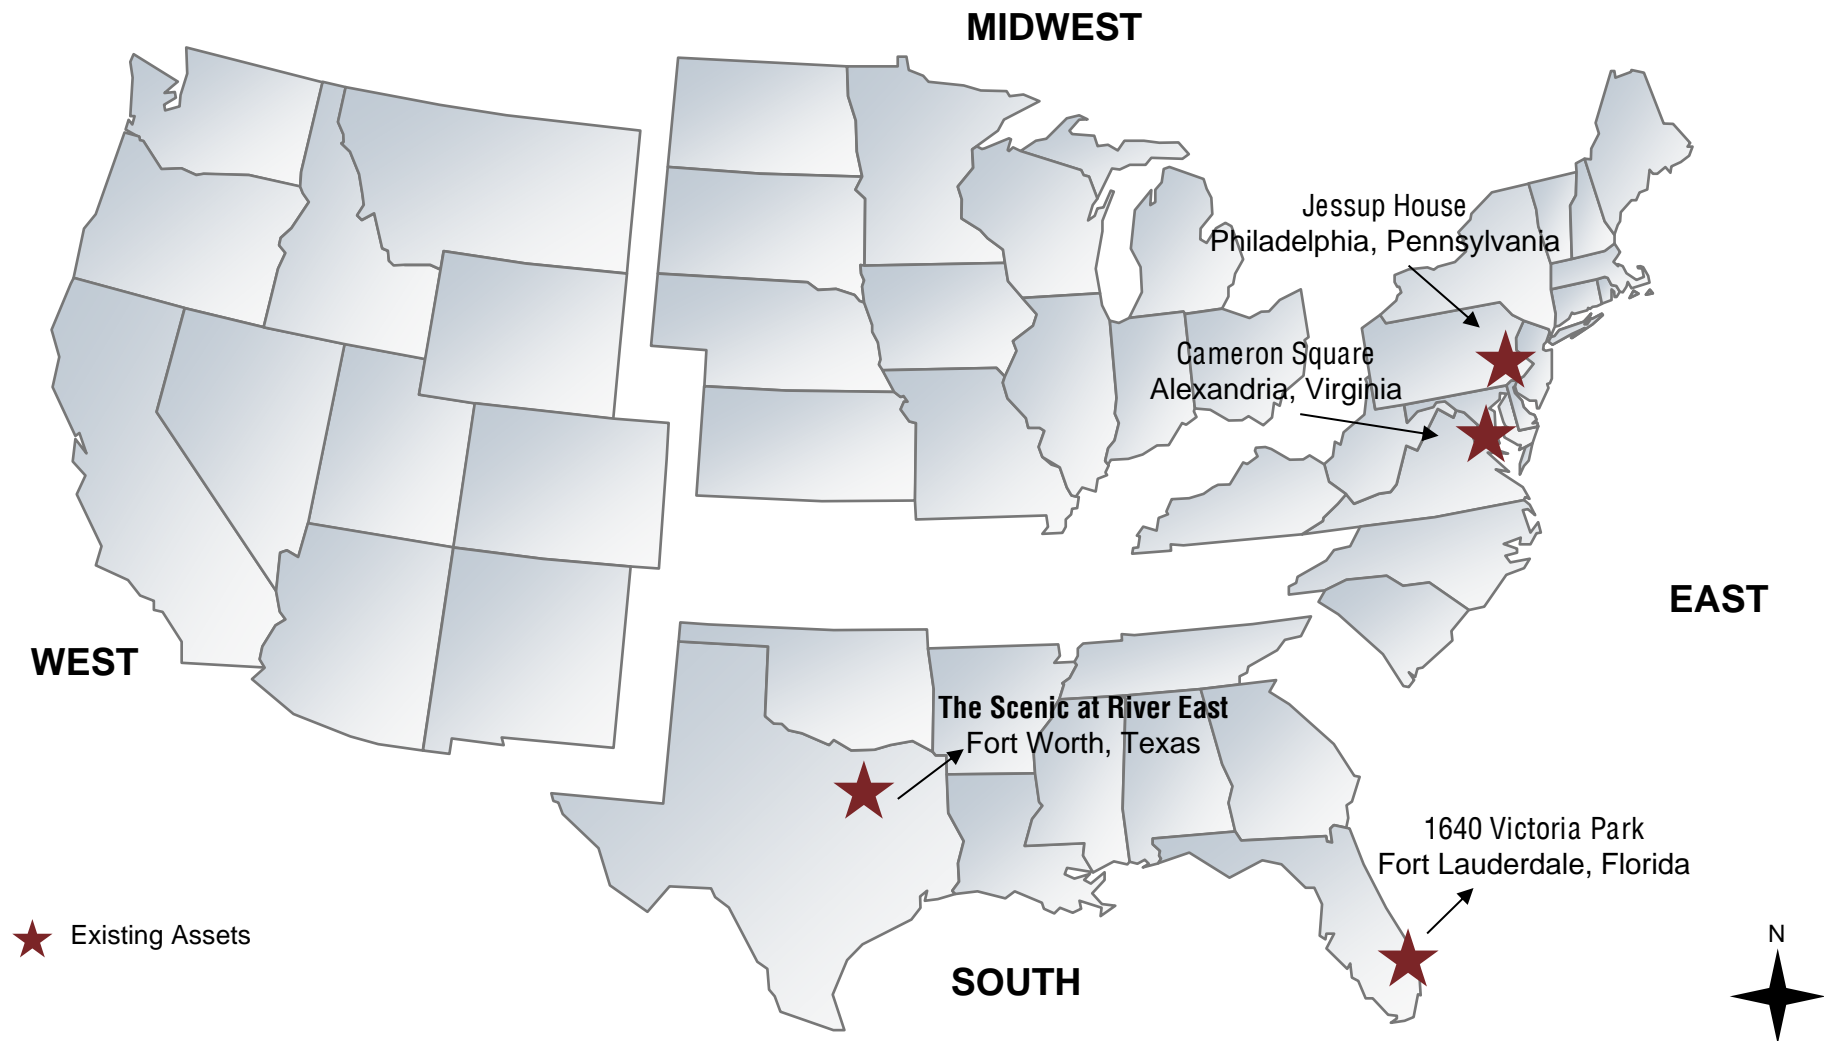 MIDWEST
Jessup House
Philadelphia, Pennsylvania
Cameron Square
Alexandria, Virginia
EAST
WEST
The Scenic at River East
Fort Worth, Texas
1640 Victoria Park
Fort Lauderdale, Florida
Existing Assets
SOUTH
N